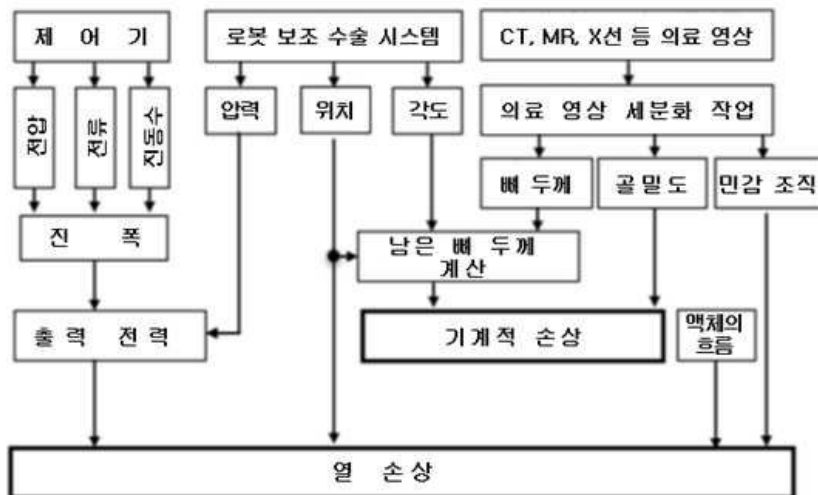 제 어 기
로봇 보조 수술 시스템
CT, MR, X선 등 의료 영상
전압
전류
진동수
압력
위치
각도
의료 영상 세분화 작업
뼈 두께
골밀도
민감 조직
진 폭
남은 뼈 두께
계산
출력 전력
기계적 손상
액체의
흐름
열 손상